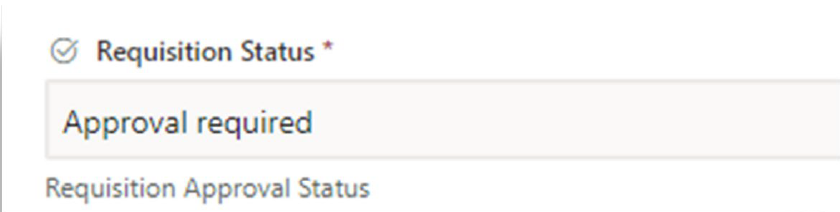 Requisition Status *
Approval required
Requisition Approval Status